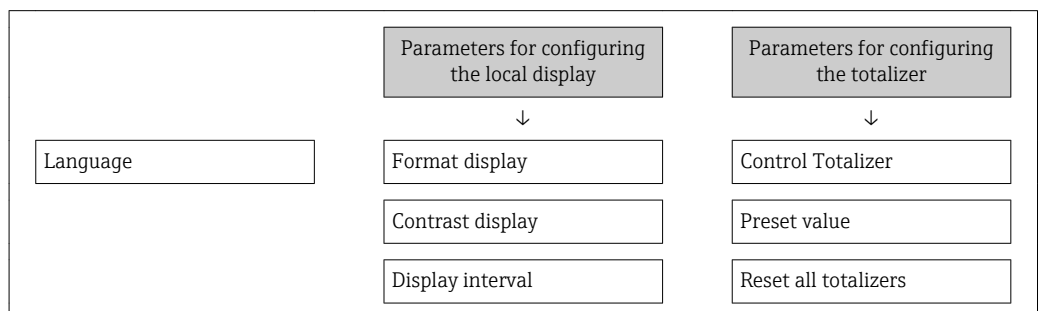 Parameters for configuring
the local display
Parameters for configuring
the totalizer
↓
↓
Language
Format display
Control Totalizer
Contrast display
Preset value
Display interval
Reset all totalizers